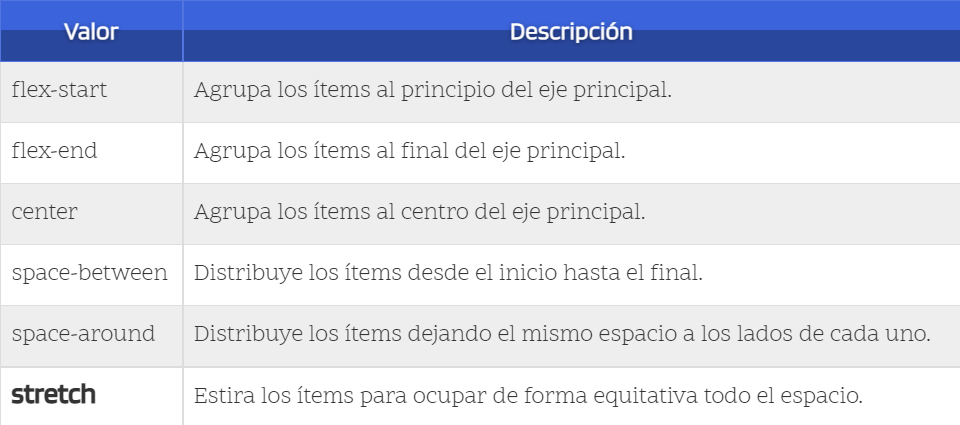 Valor Descripción
flex-start Agrupa los ítems al principio del eje principal.
flex-end Agrupa los ítems al final del eje principal.
center Agrupa los ítems al centro del eje principal.
space-between Distribuye los ítems desde el inicio hasta el final.
space-around Distribuye los ítems dejando el mismo espacio a los lados de cada uno.
stretch Estira los ítems para ocupar de forma equitativa todo el espacio.